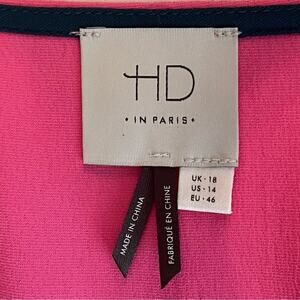 HD
• IN PARIS •
UK • 18
US • 14
EU • 46
MADE IN CHINA
FABRIQUÉ EN CHINE